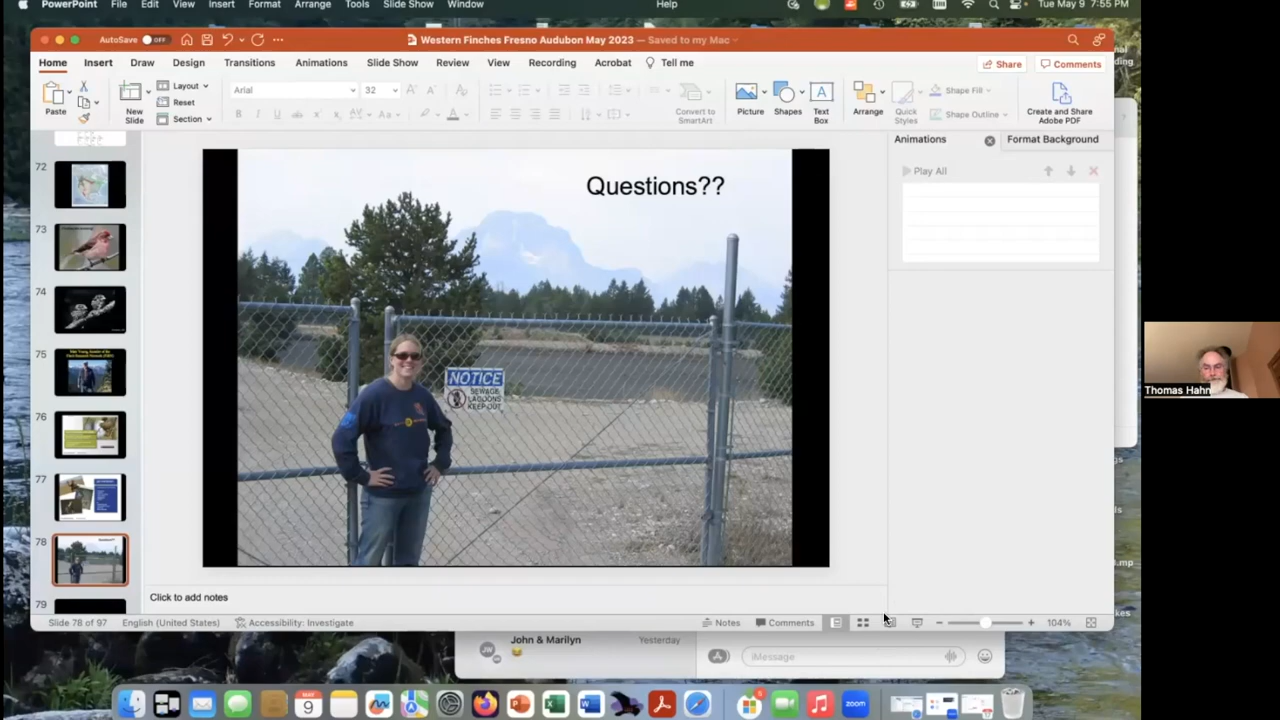 PowerPoint File Edit View Insert Format Arrange Tools Slide Show Window Help Tue May 9 7:55 PM
AutoSave OFF Western Finches Fresno Audubon May 2023 — Saved to my Mac
Home Insert Draw Design Transitions Animations Slide Show Review View Recording Acrobat Tell me Share Comments
Paste New Slide Layout Reset Section Arial 32 Convert to SmartArt Picture Shapes Text Box Arrange Quick Styles Shape Fill Shape Outline Create and Share Adobe PDF
Animations Format Background
Play All
72
73
74
75
76
77
78
79
Questions??
NOTICE
SEWAGE
LAGOONS
KEEP OUT
Thomas Hahn
Click to add notes
Slide 78 of 97 English (United States) Accessibility: Investigate Notes Comments 104%
John & Marilyn Yesterday
JW
iMessage
MAY
9
zoom